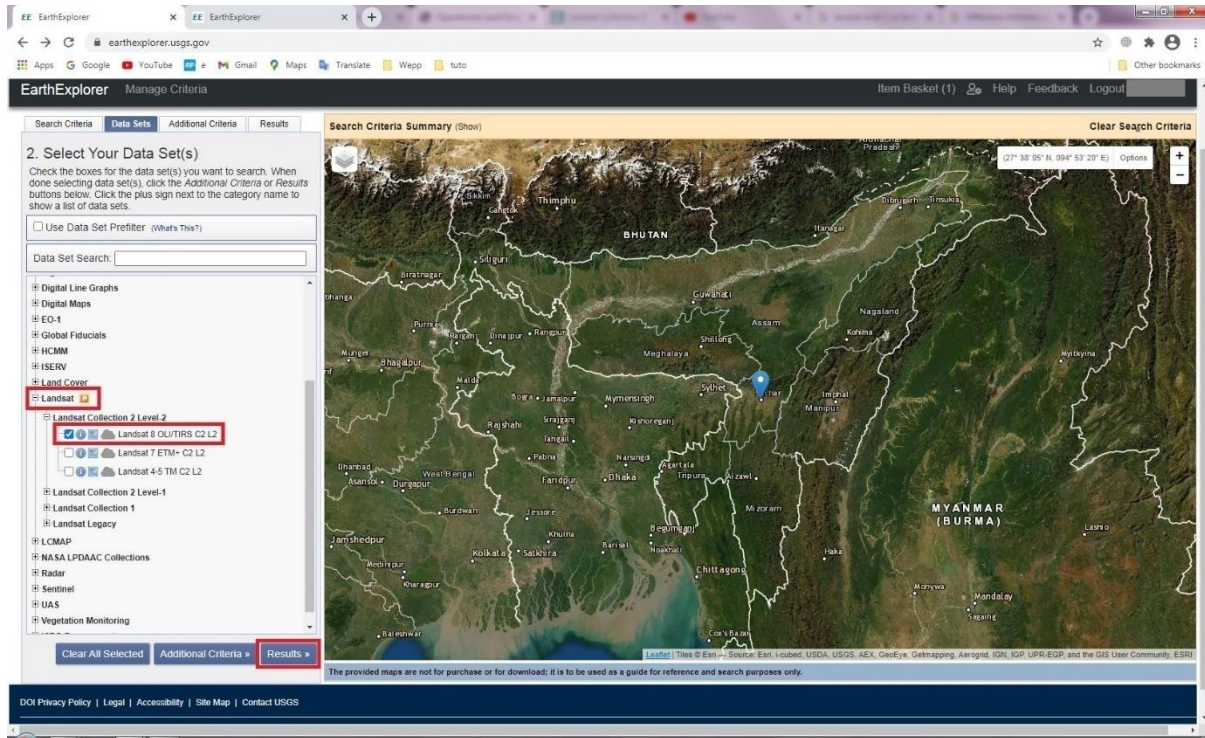 EE EarthExplorer
EE EarthExplorer
earthexplorer.usgs.gov
Apps Google YouTube e Gmail Maps Translate Wepp tuto
Other bookmarks
EarthExplorer Manage Criteria
Item Basket (1) Help Feedback Logout
Search Criteria Data Sets Additional Criteria Results
2. Select Your Data Set(s)
Check the boxes for the data set(s) you want to search. When
done selecting data set(s), click the Additional Criteria or Results
buttons below. Click the plus sign next to the category name to
show a list of data sets.
Use Data Set Prefilter (What's This?)
Data Set Search:
Digital Line Graphs
Digital Maps
EO-1
Global Fiducials
HCMM
ISERV
Land Cover
Landsat
Landsat Collection 2 Level-2
Landsat 8 OLI/TIRS C2 L2
Landsat 7 ETM+ C2 L2
Landsat 4-5 TM C2 L2
Landsat Collection 2 Level-1
Landsat Collection 1
Landsat Legacy
LCMAP
NASA LPDAAC Collections
Radar
Sentinel
UAS
Vegetation Monitoring
Clear All Selected Additional Criteria » Results »
Search Criteria Summary (Show)
Clear Search Criteria
(27° 38' 05" N, 094° 53' 20" E) Options
+
-
Pradesh
Sikkim
Gangtok
Thimphu
Dibrugarh Tinsukia
BHUTAN
Itanagar
Siliguri
Biratnagar
Guwahati
Nagaland
Purnia
Raiganj Dinajpur Rangpur
Assam
Kohima
Shillong
Munger
Bhagalpur
Meghalaya
Myitkyina
Malda
Sylhet
Imphal
Bogra Jamalpur Mymensingh
Manipur
Rajshahi Sirajganj
Kishoreganj
Tangail
Pabna
Narsingdi
Dhanbad
West Bengal
Agartala
Asansol Durgapur
Faridpur
Dhaka
Tripura Aizawl
Burdwan
Jessore
Mizoram
MYANMAR
(BURMA)
Lashio
Begumganj
Jamshedpur
Khulna
Kolkata Satkhira
Barisal Noakhali
Haka
Medinipur
Chittagong
Kharagpur
Monywa
Mandalay
Sagaing
Baleshwar
Cox's Bazar
Leaflet | Tiles © Esri — Source: Esri, i-cubed, USDA, USGS, AEX, GeoEye, Getmapping, Aerogrid, IGN, IGP, UPR-EGP, and the GIS User Community, ESRI
The provided maps are not for purchase or for download; it is to be used as a guide for reference and search purposes only.
DOI Privacy Policy | Legal | Accessibility | Site Map | Contact USGS